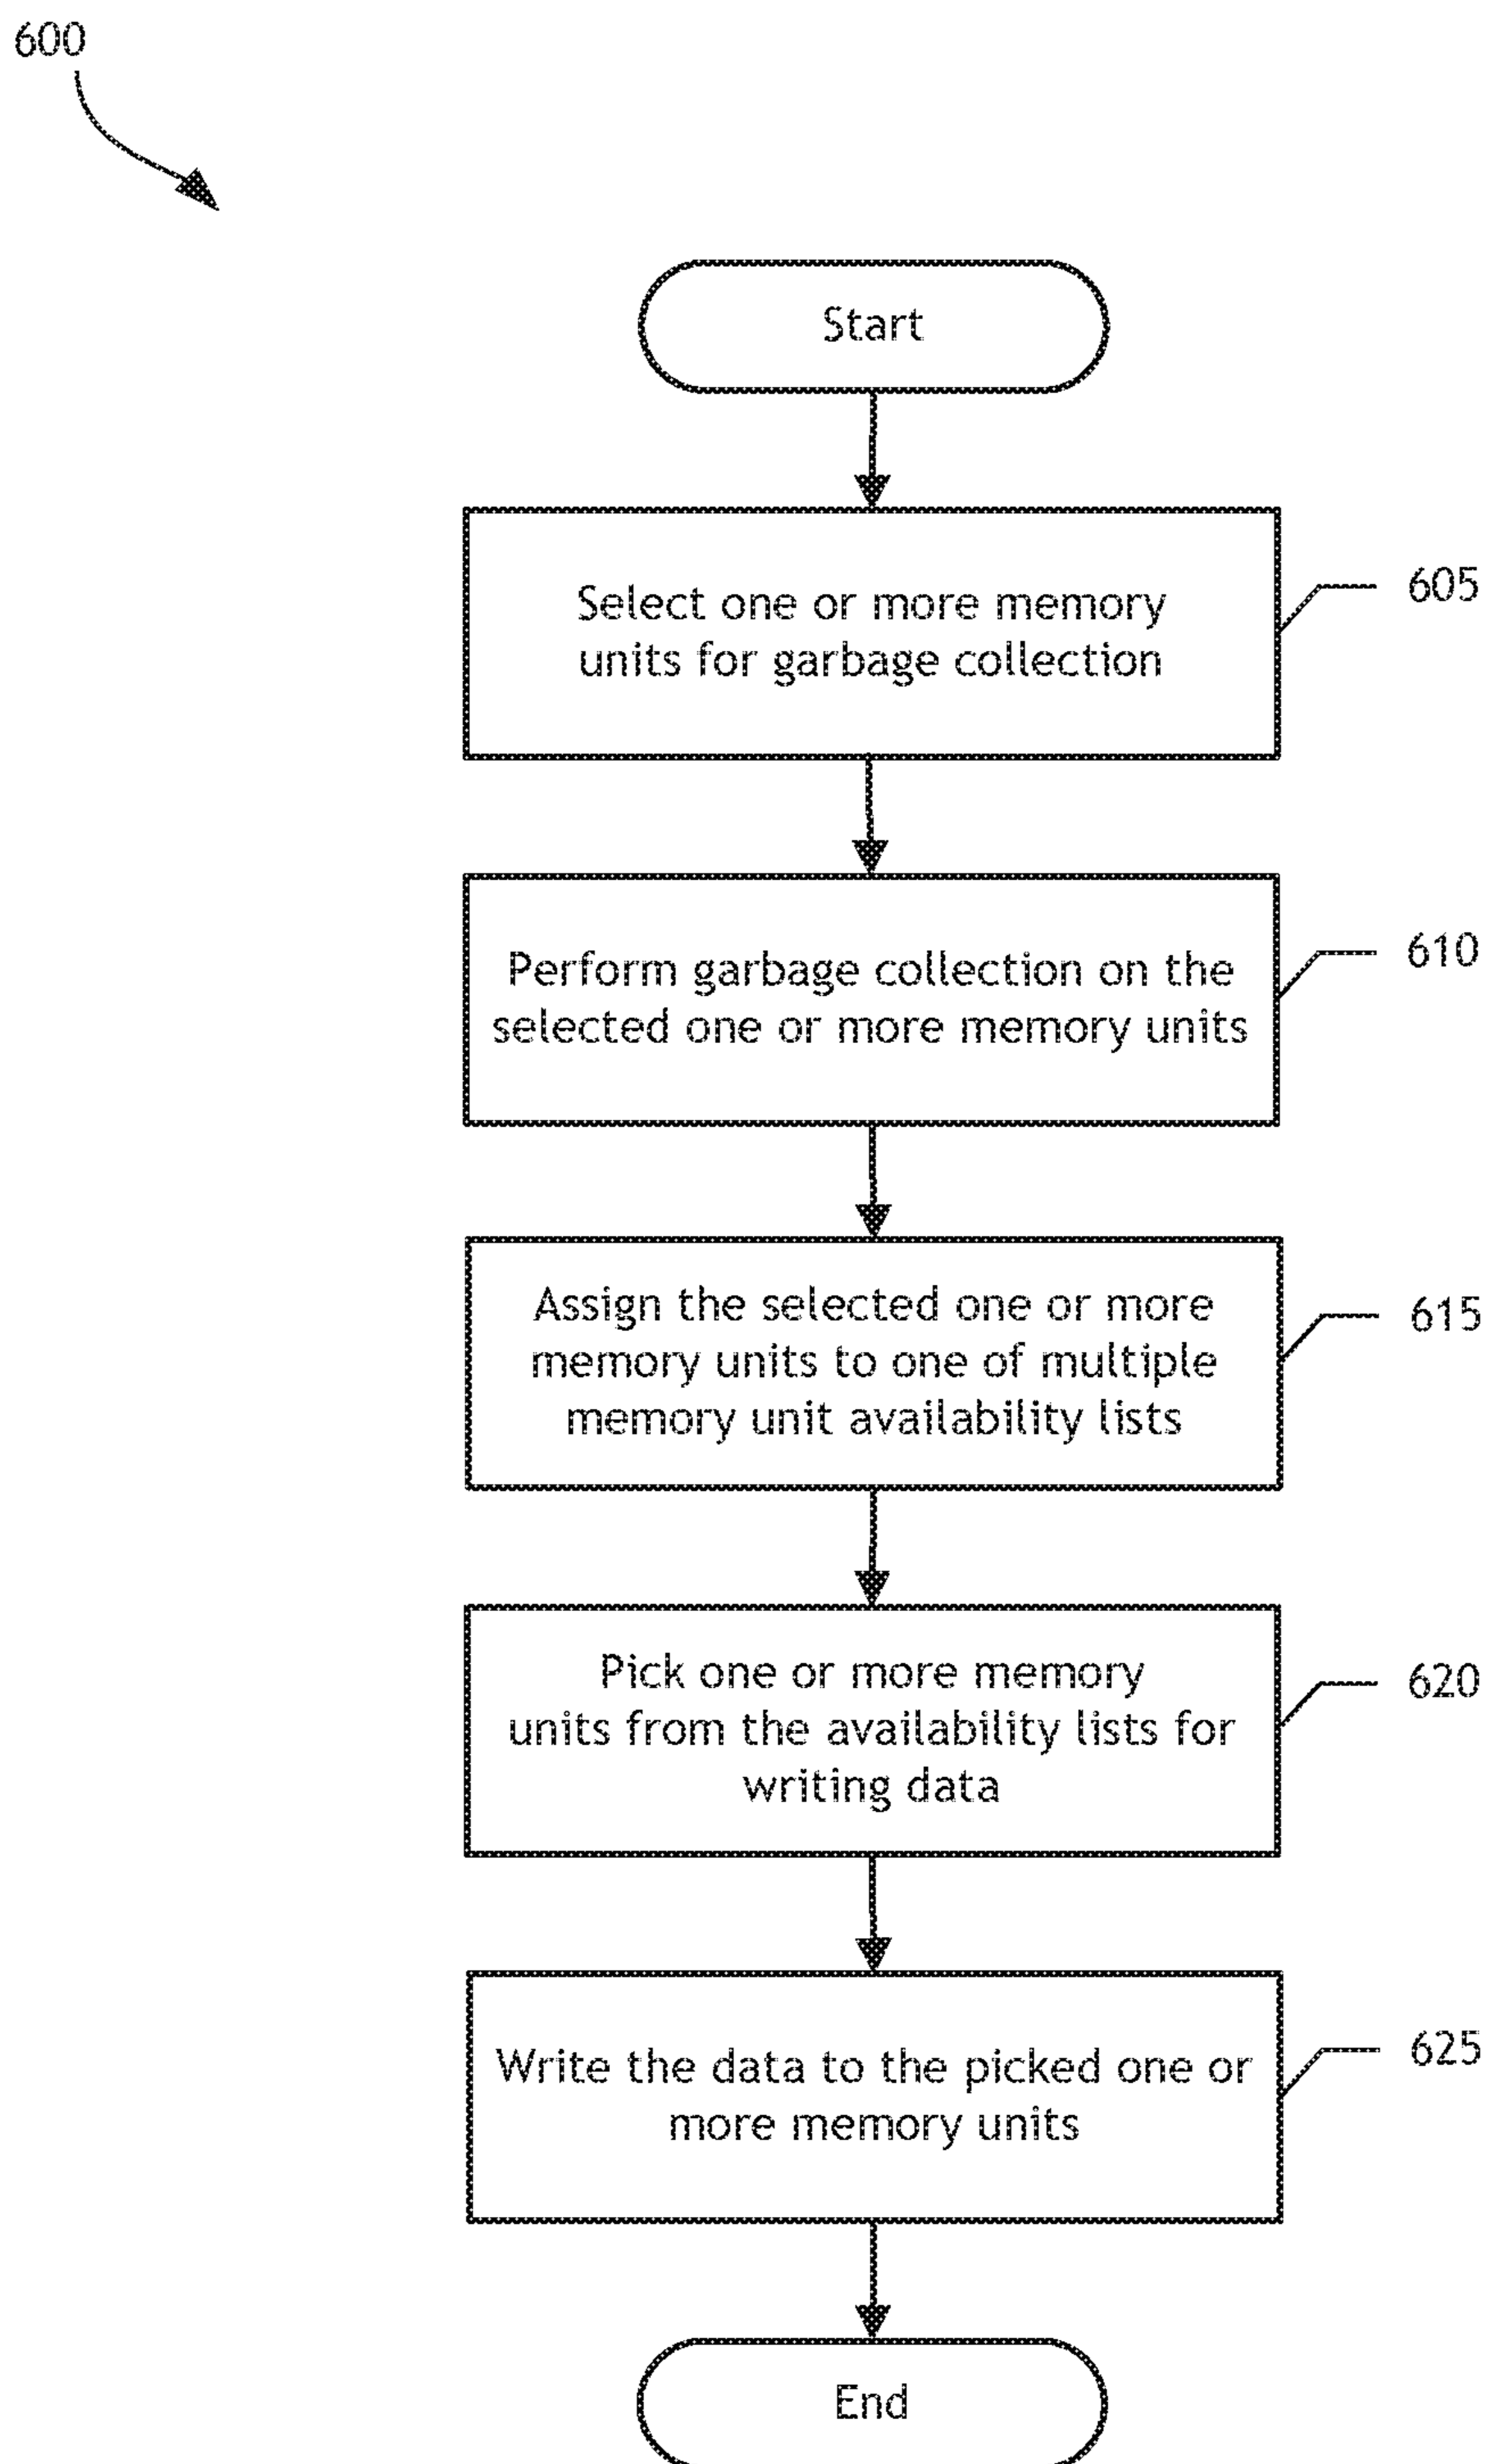 600
Start
Select one or more memory
units for garbage collection
605
Perform garbage collection on the
selected one or more memory units
610
Assign the selected one or more
memory units to one of multiple
memory unit availability lists
615
Pick one or more memory
units from the availability lists for
writing data
620
Write the data to the picked one or
more memory units
625
End